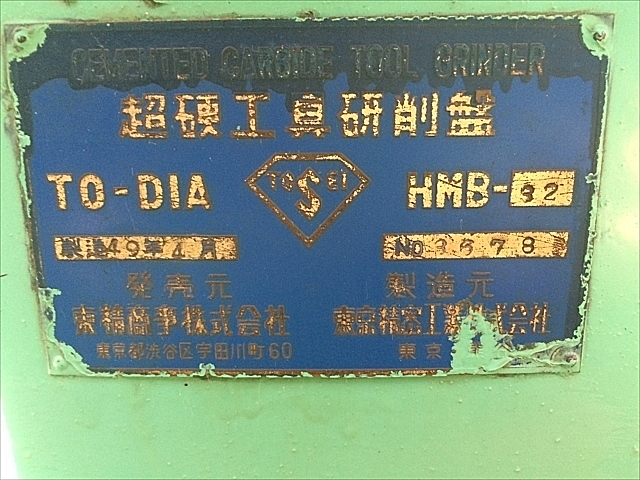 CEMENTED CARBIDE TOOL GRINDER
超硬工具研削盤
TO-DIA TO S EI HMB-32
製造49年4月 NO 3678
発売元 製造元
東精商事株式会社 東京精密工業株式会社
東京都渋谷区宇田川町60 東京